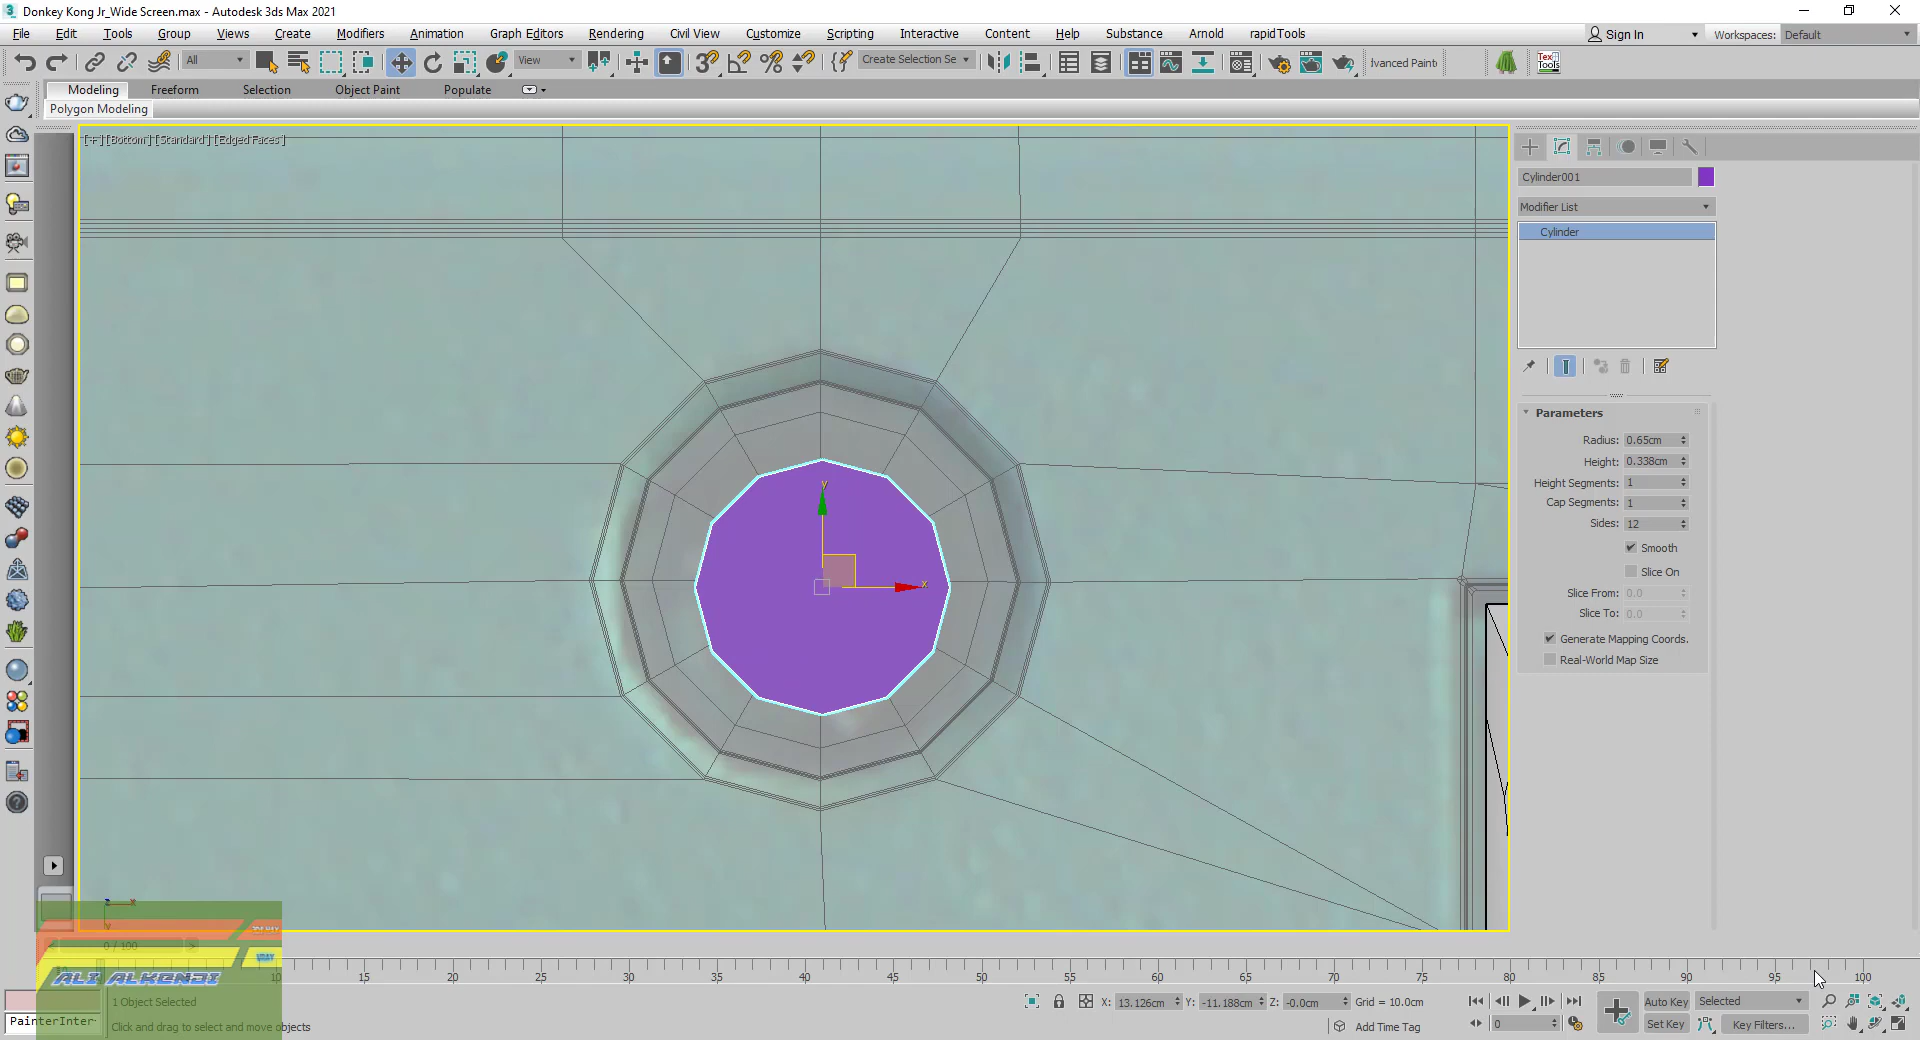 Donkey Kong Jr_Wide Screen.max - Autodesk 3ds Max 2021
File Edit Tools Group Views Create Modifiers Animation Graph Editors Rendering Civil View Customize Scripting Interactive Content Help Substance Arnold rapidTools
Sign In
Workspaces: Default
All
View
Create Selection Se
lvanced Paint
Tex Tools
Modeling Freeform Selection Object Paint Populate
Polygon Modeling
[+] [Bottom] [Standard] [Edged Faces]
Cylinder001
Modifier List
Cylinder
Parameters
Radius: 0.65cm
Height: 0.338cm
Height Segments: 1
Cap Segments: 1
Sides: 12
Smooth
Slice On
Slice From: 0.0
Slice To: 0.0
Generate Mapping Coords.
Real-World Map Size
y
x
0 / 100
ALI ALKENDI
15 20 25 30 35 40 45 50 55 60 65 70 75 80 85 90 95 100
1 Object Selected
X: 13.126cm Y: -11.188cm Z: -0.0cm Grid = 10.0cm
Auto Key Selected
PainterInter
Click and drag to select and move objects
Add Time Tag
0
Set Key Key Filters...